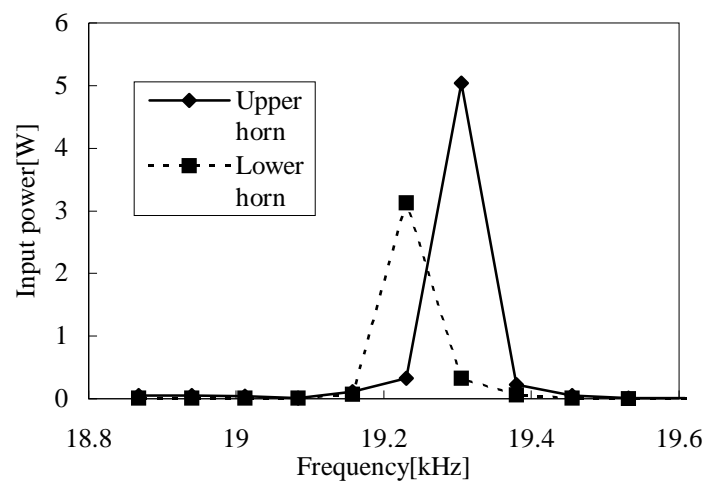 6
5
4
3
2
1
0
Input power[W]
Upper
horn
Lower
horn
18.8 19 19.2 19.4 19.6
Frequency[kHz]